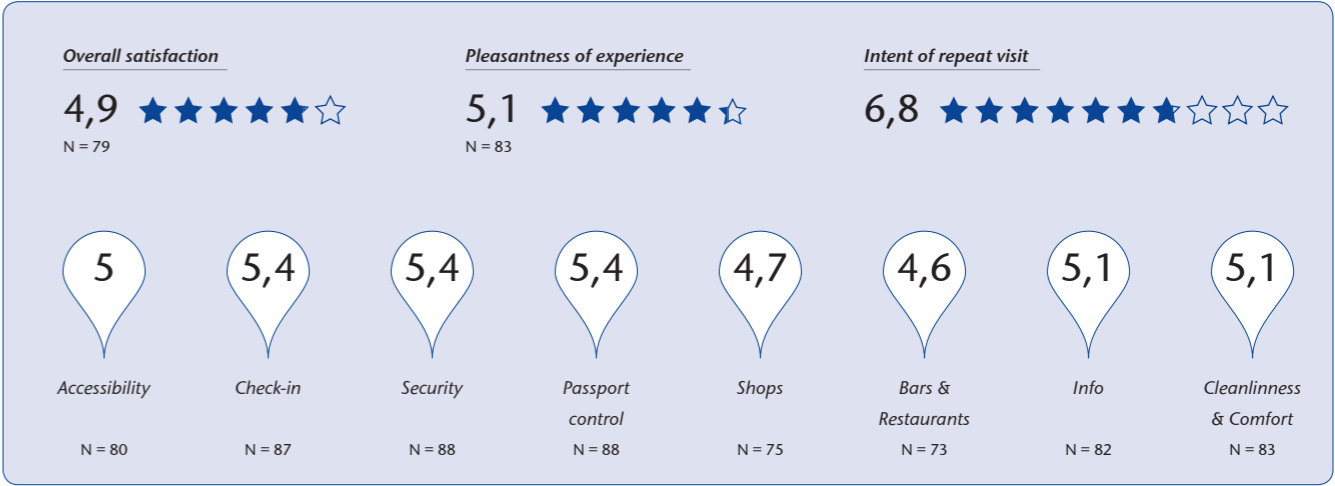 Overall satisfaction
4,9
N = 79
Pleasantness of experience
5,1
N = 83
Intent of repeat visit
6,8
5
Accessibility
N = 80
5,4
Check-in
N = 87
5,4
Security
N = 88
5,4
Passport
control
N = 88
4,7
Shops
N = 75
4,6
Bars &
Restaurants
N = 73
5,1
Info
N = 82
5,1
Cleanlinness
& Comfort
N = 83